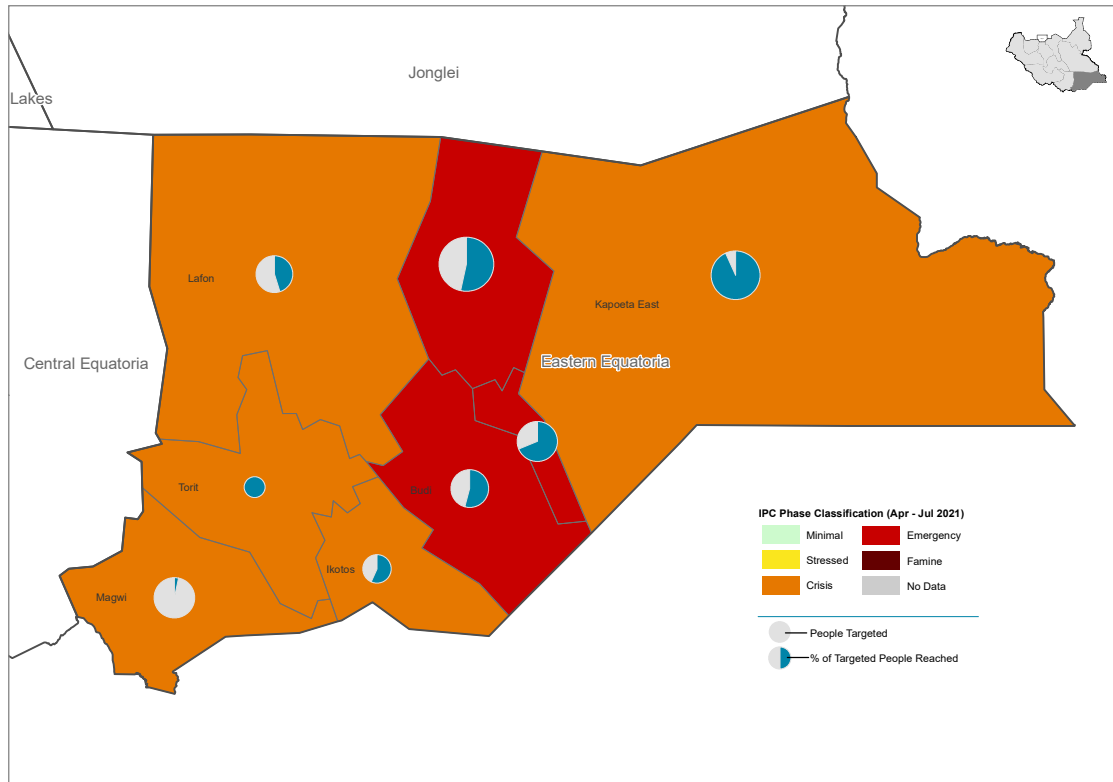 Jonglei
Lakes
Lafon
Kapoeta East
Central Equatoria
Eastern Equatoria
Torit
Ikotos
Magwi
IPC Phase Classification (Apr - Jul 2021)
Minimal
Emergency
Stressed
Famine
Crisis
No Data
People Targeted
% of Targeted People Reached